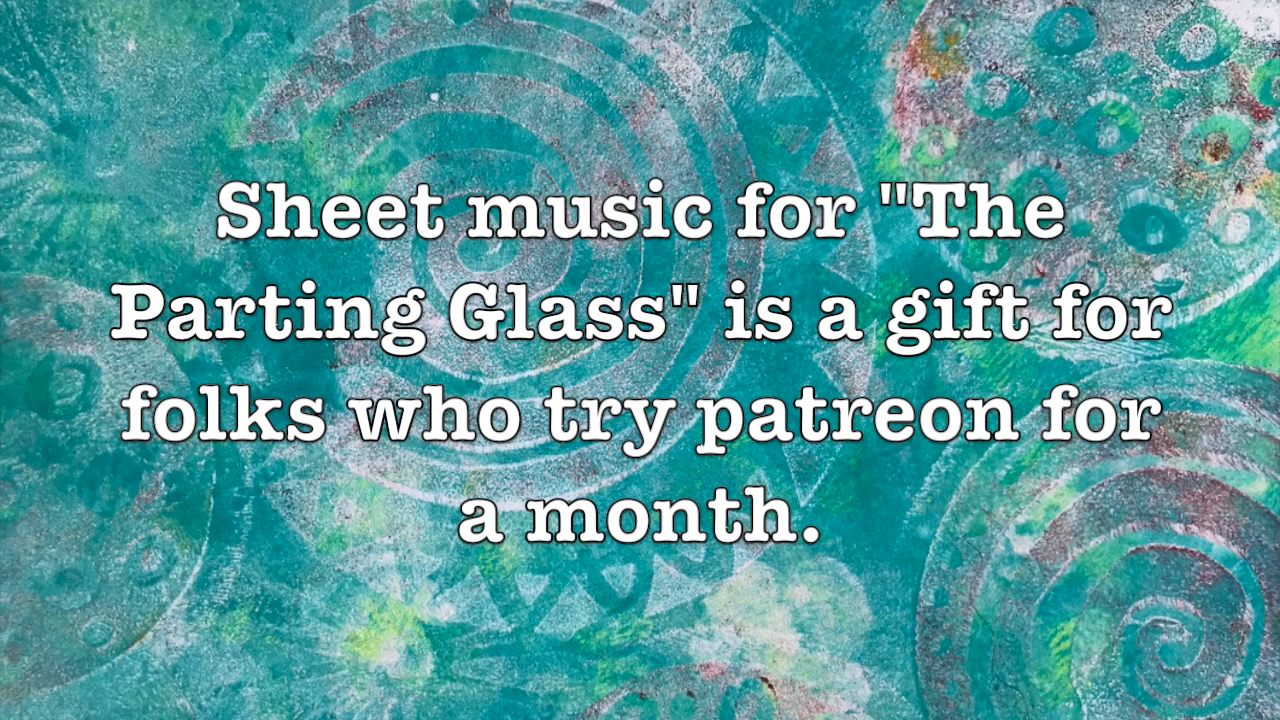 Sheet music for "The
Parting Glass" is a gift for
folks who try patreon for
a month.